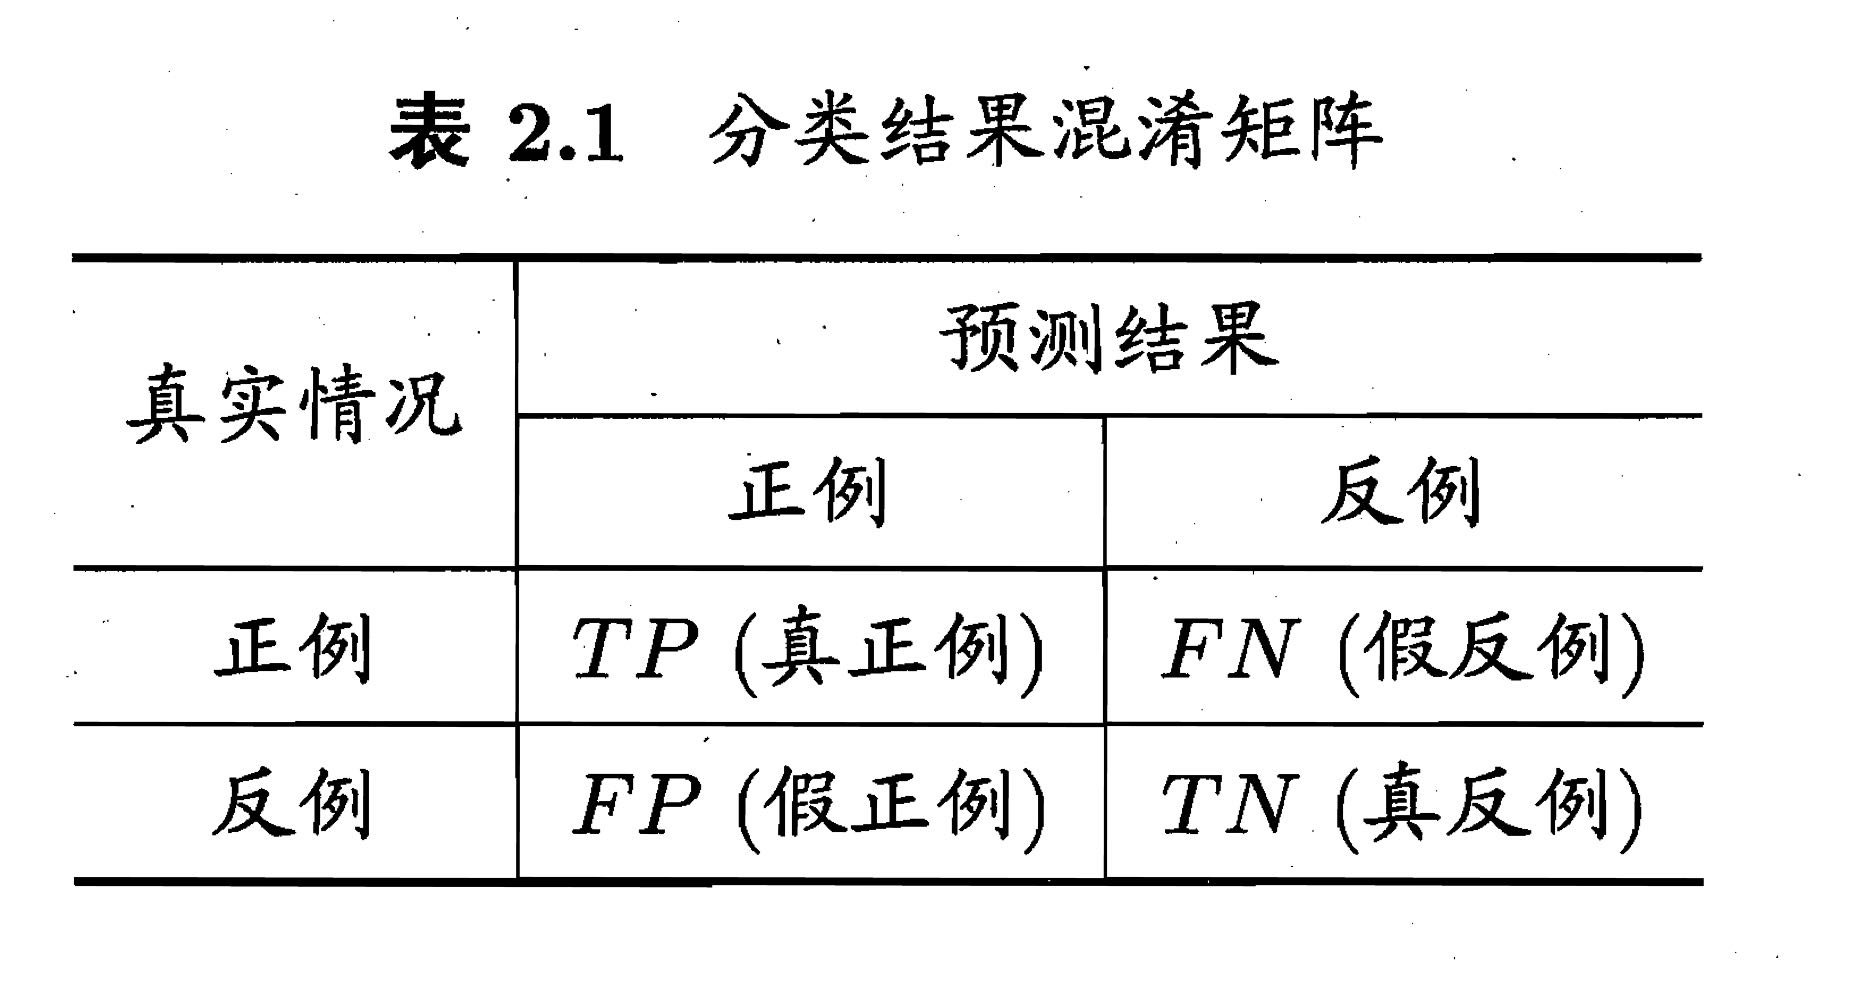 表 2.1 分类结果混淆矩阵
真实情况 预测结果
正例 反例
正例 TP (真正例) FN (假反例)
反例 FP (假正例) TN (真反例)